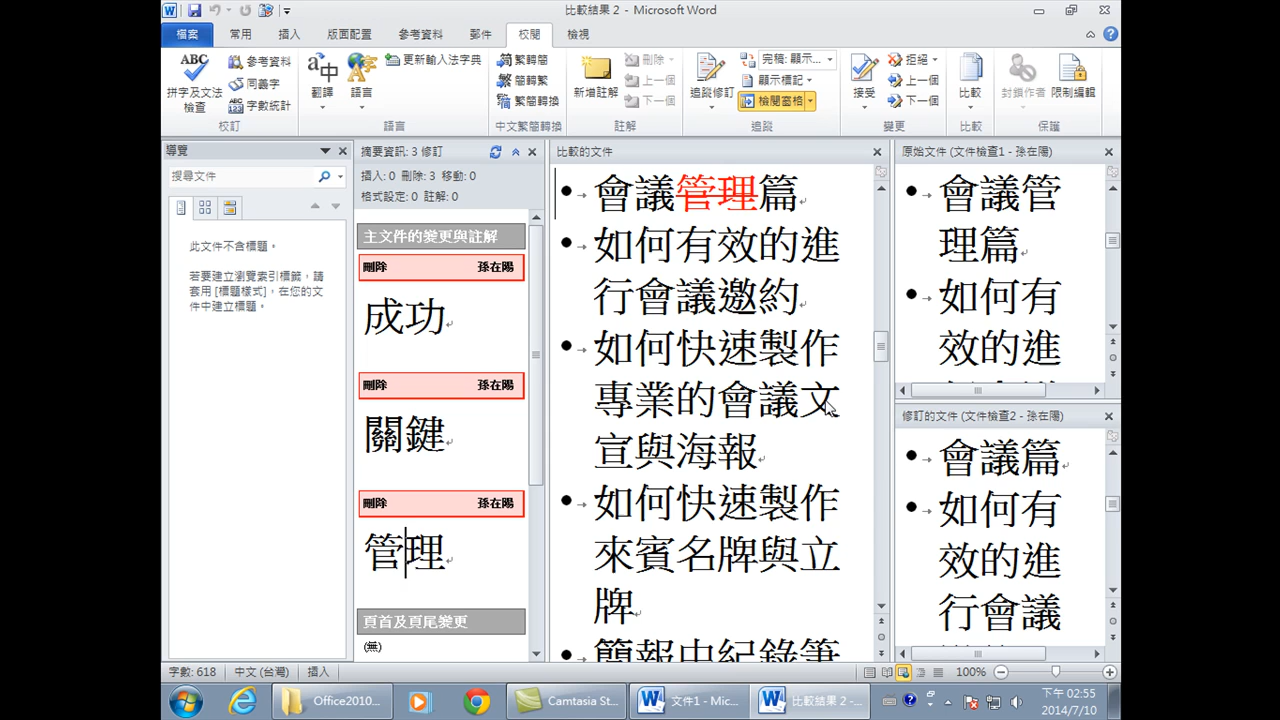 比較結果 2 - Microsoft Word
檔案 常用 插入 版面配置 參考資料 郵件 校閱 檢視
ABC 拼字及文法檢查
參考資料
同義字
字數統計
校訂
翻譯
語言
更新輸入法字典
語言
繁轉簡
簡轉繁
繁簡轉換
中文繁簡轉換
新增註解
刪除
上一個
下一個
註解
追蹤修訂
完稿: 顯示...
顯示標記
檢閱窗格
追蹤
接受
拒絕
上一個
下一個
變更
比較
比較
封鎖作者
限制編輯
保護
導覽
搜尋文件
此文件不含標題。
若要建立瀏覽索引標籤，請
套用 [標題樣式]，在您的文
件中建立標題。
摘要資訊: 3 修訂
插入: 0 刪除: 3 移動: 0
格式設定: 0 註解: 0
主文件的變更與註解
刪除 孫在陽
成功
刪除 孫在陽
關鍵
刪除 孫在陽
管理
頁首及頁尾變更
(無)
比較的文件
會議管理篇
如何有效的進
行會議邀約
如何快速製作
專業的會議文
宣與海報
如何快速製作
來賓名牌與立
牌
簡報中紀錄筆
原始文件 (文件檢查1 - 孫在陽)
會議管
理篇
如何有
效的進
修訂的文件 (文件檢查2 - 孫在陽)
會議篇
如何有
效的進
行會議
字數: 618 中文 (台灣) 插入 100%
Office2010... Camtasia St... 文件1 - Mic... 比較結果 2 -...
下午 02:55
2014/7/10